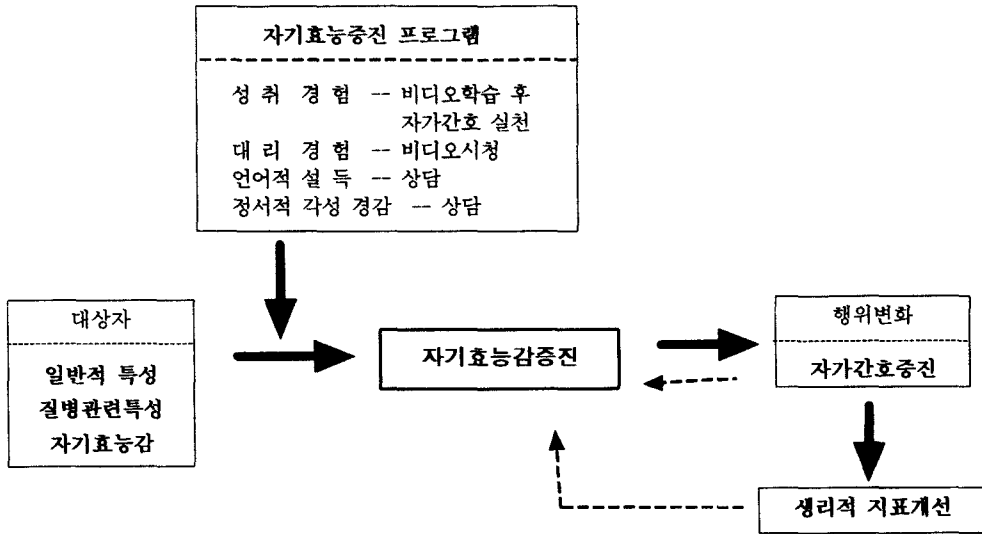 자기효능증진 프로그램
성 취 경 험 -- 비디오학습 후
자가간호 실천
대 리 경 험 -- 비디오시청
언어적 설 득 -- 상담
정서적 각성 경감 -- 상담
대상자
일반적 특성
질병관련특성
자기효능감
자기효능감증진
행위변화
자가간호증진
생리적 지표개선